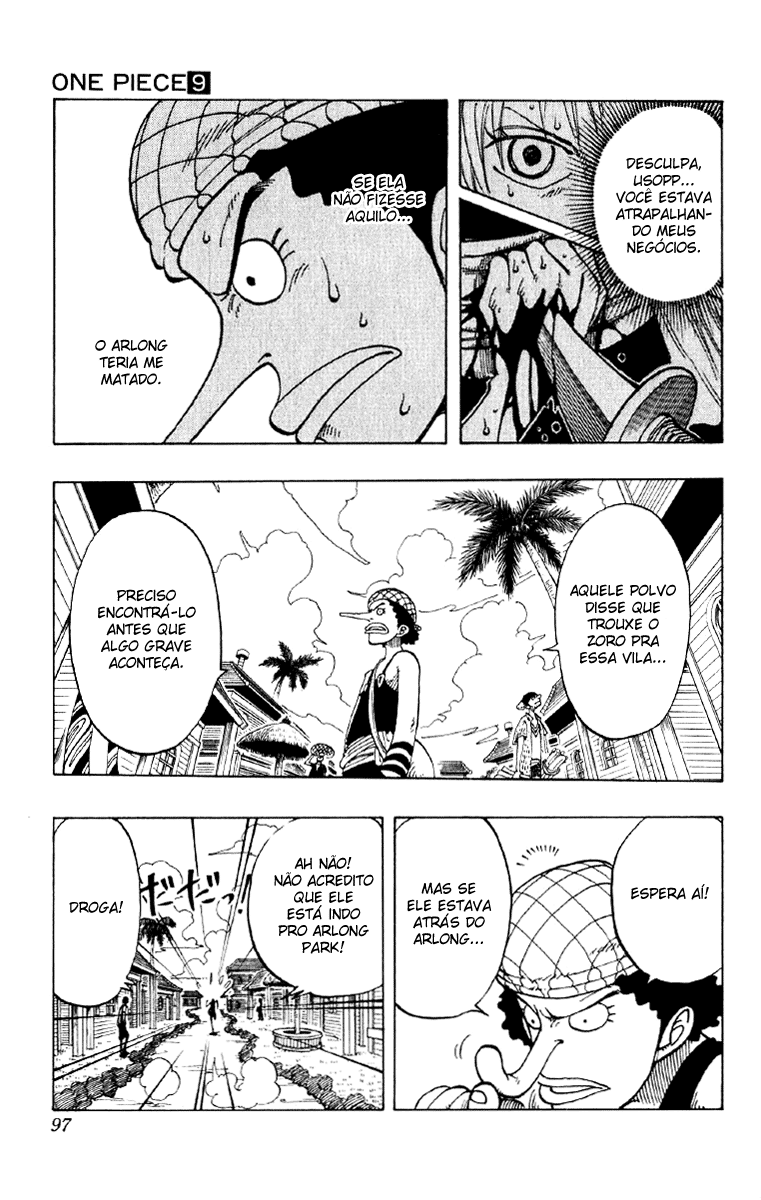 ONE PIECE 9
DESCULPA,
USOPP...
VOCÊ ESTAVA
ATRAPALHAN-
DO MEUS
NEGÓCIOS.
SE ELA
NÃO FIZESSE
AQUILO...
O ARLONG
TERIA ME
MATADO.
AQUELE POLVO
DISSE QUE
TROUXE O
ZORO PRA
ESSA VILA...
PRECISO
ENCONTRÁ-LO
ANTES QUE
ALGO GRAVE
ACONTEÇA.
ESPERA AÍ!
MAS SE
ELE ESTAVA
ATRÁS DO
ARLONG...
AH NÃO!
NÃO ACREDITO
QUE ELE
ESTÁ INDO
PRO ARLONG
PARK!
DROGA!
だだっ!
97